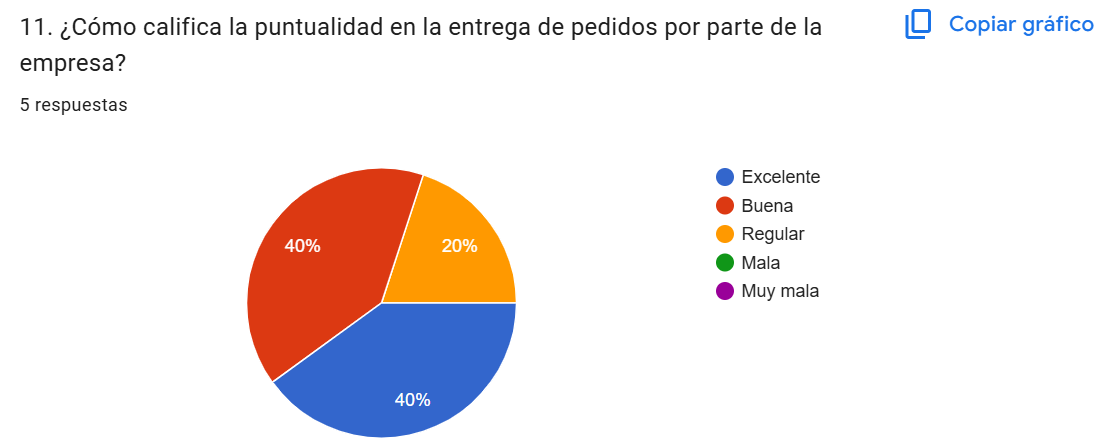 11. ¿Cómo califica la puntualidad en la entrega de pedidos por parte de la
empresa?
Copiar gráfico
5 respuestas
40%
20%
40%
Excelente
Buena
Regular
Mala
Muy mala